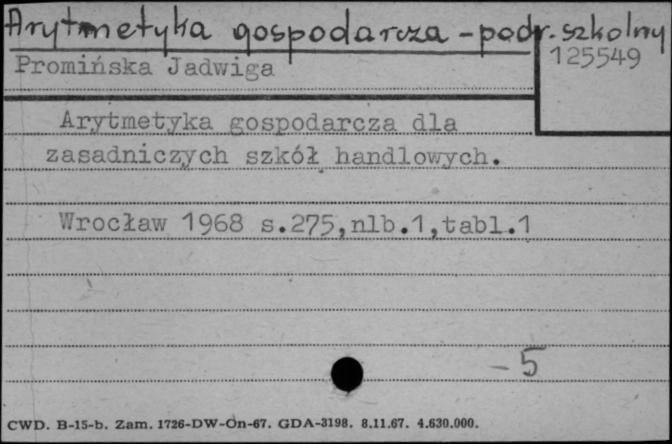 Arytmetyka gospodarcza - podr. szkolny
125549
Promińska Jadwiga
Arytmetyka gospodarcza dla
zasadniczych szkół handlowych.
Wrocław 1968 s.275,nlb.1,tabl.1
- 5
CWD. B-15-b. Zam. 1726-DW-On-67. GDA-3198. 8.11.67. 4.630.000.